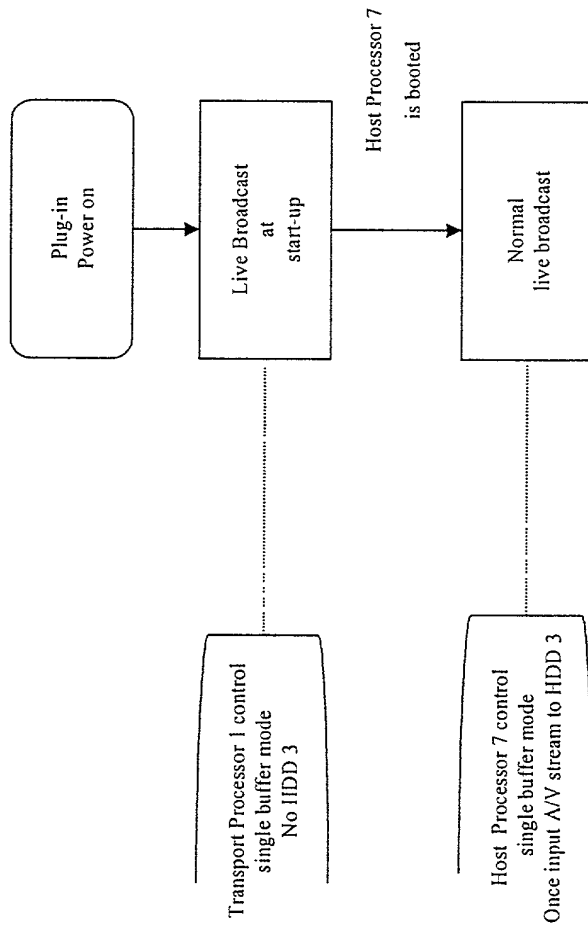 Plug-in
Power on
Live Broadcast
at
start-up
Transport Processor 1 control
single buffer mode
No HDD 3
Host Processor 7
is booted
Normal
live broadcast
Host Processor 7 control
single buffer mode
Once input A/V stream to HDD 3